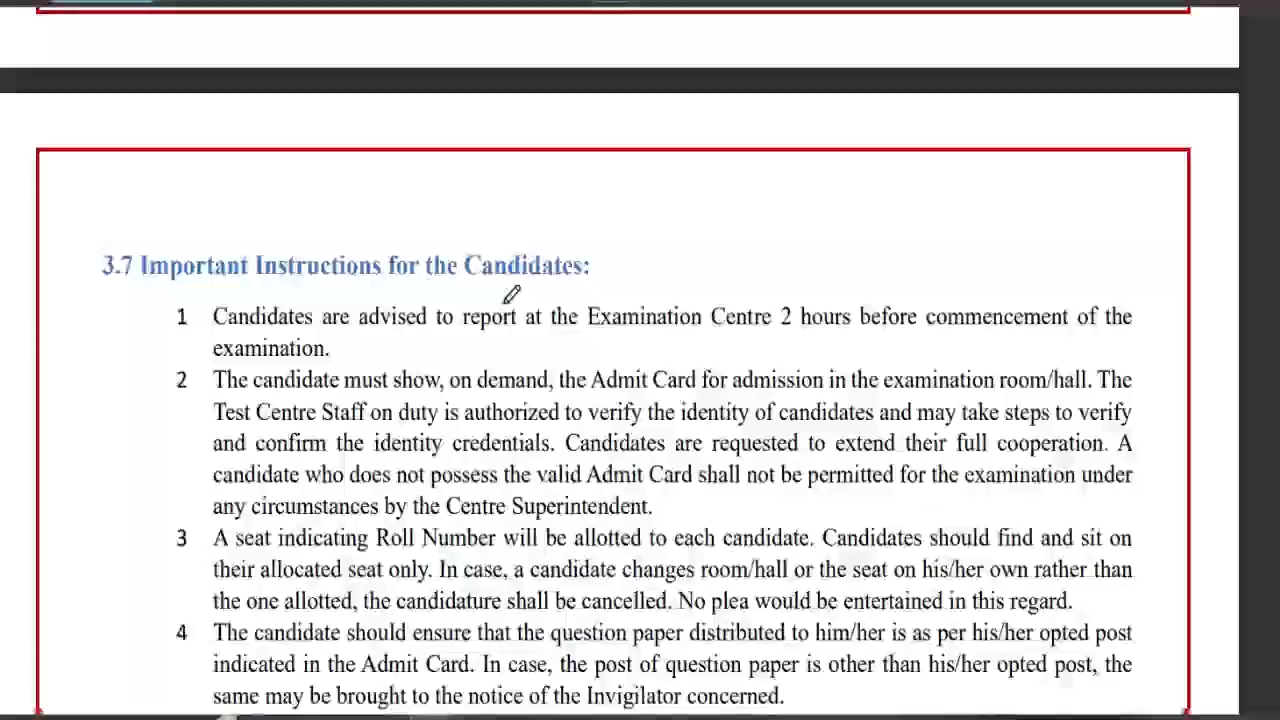 3.7 Important Instructions for the Candidates:
1 Candidates are advised to report at the Examination Centre 2 hours before commencement of the
examination.
2 The candidate must show, on demand, the Admit Card for admission in the examination room/hall. The
Test Centre Staff on duty is authorized to verify the identity of candidates and may take steps to verify
and confirm the identity credentials. Candidates are requested to extend their full cooperation. A
candidate who does not possess the valid Admit Card shall not be permitted for the examination under
any circumstances by the Centre Superintendent.
3 A seat indicating Roll Number will be allotted to each candidate. Candidates should find and sit on
their allocated seat only. In case, a candidate changes room/hall or the seat on his/her own rather than
the one allotted, the candidature shall be cancelled. No plea would be entertained in this regard.
4 The candidate should ensure that the question paper distributed to him/her is as per his/her opted post
indicated in the Admit Card. In case, the post of question paper is other than his/her opted post, the
same may be brought to the notice of the Invigilator concerned.